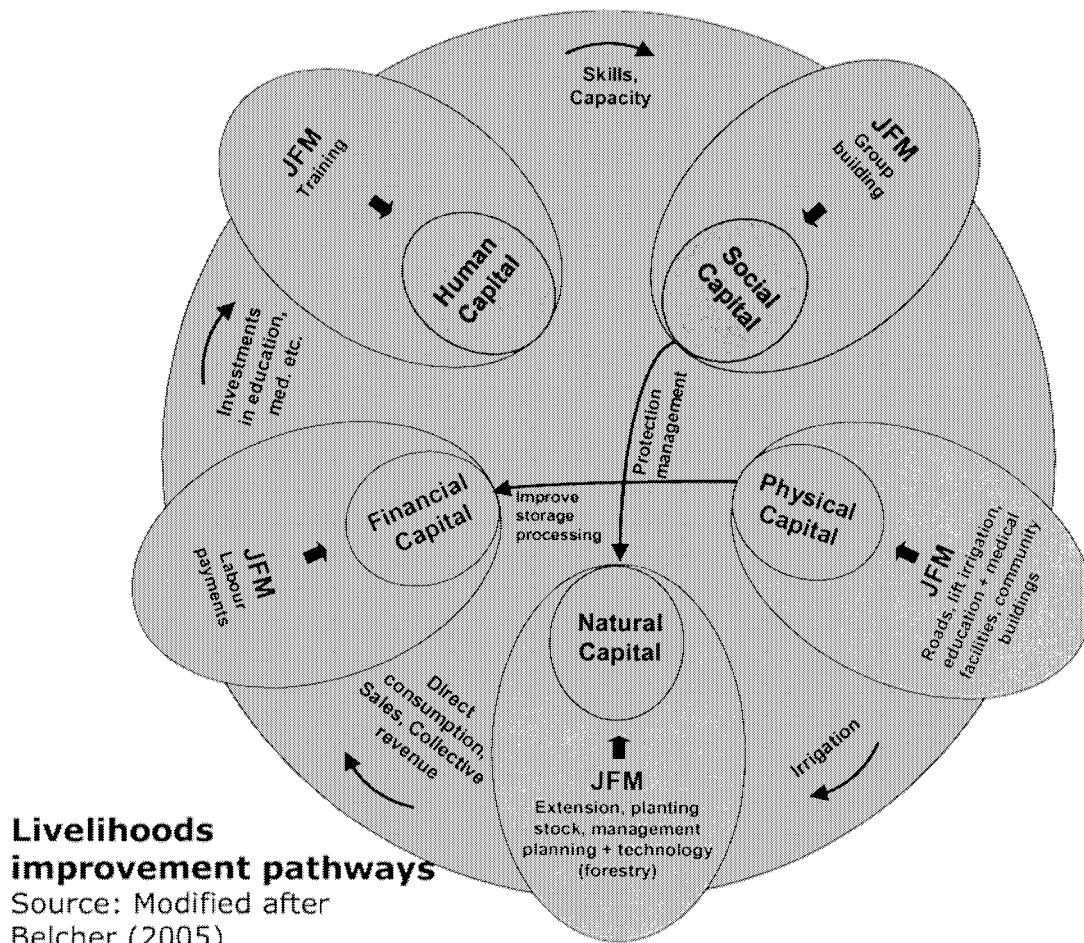 Skills,
Capacity
JFM
Training
Human
Capital
JFM
Group
building
Social
Capital
Investments
in education,
med. etc.
Protection
management
Financial
Capital
JFM
Labour
payments
Improve
storage
processing
Physical
Capital
JFM
Roads, lift irrigation,
education + medical
facilities, community
buildings
Natural
Capital
JFM
Extension, planting
stock, management
planning + technology
(forestry)
Direct
consumption,
Sales, Collective
revenue
Irrigation
Livelihoods
improvement pathways
Source: Modified after
Belcher (2005)